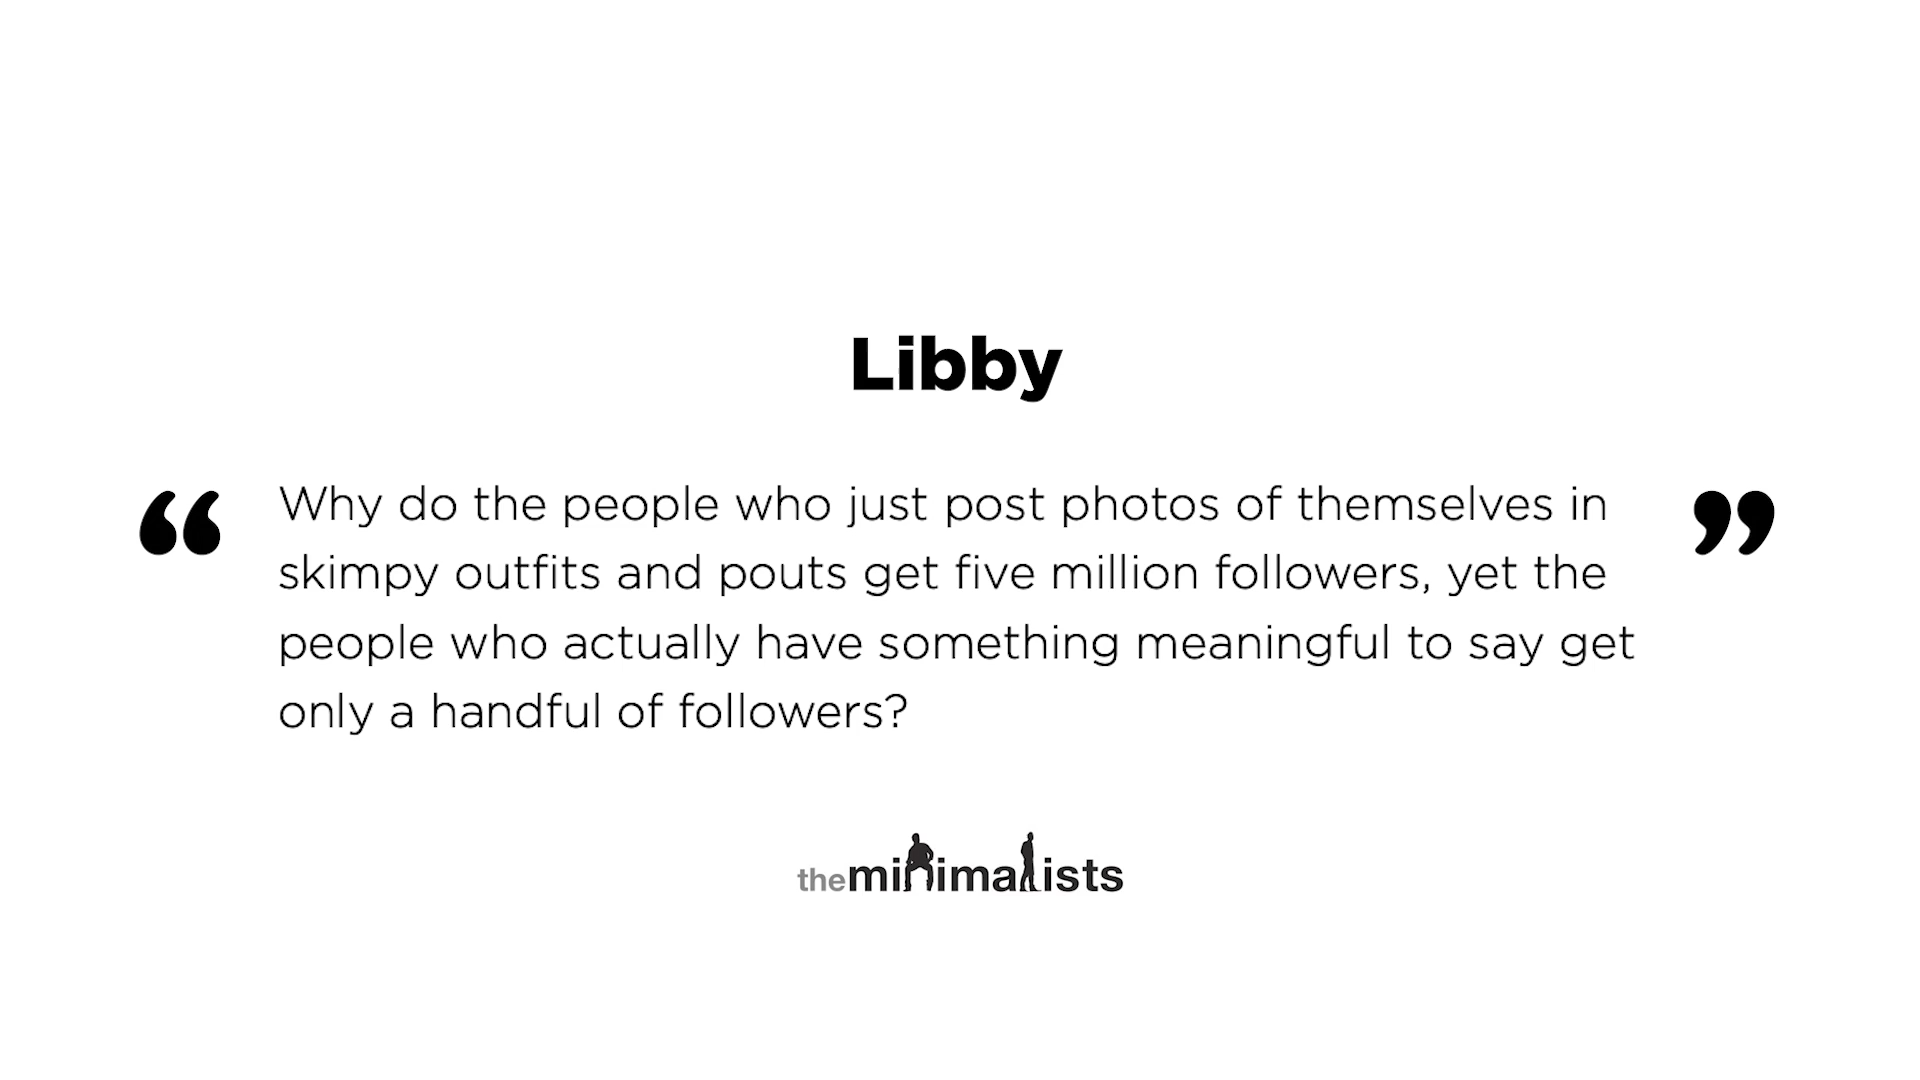 Libby
“ Why do the people who just post photos of themselves in ”
skimpy outfits and pouts get five million followers, yet the
people who actually have something meaningful to say get
only a handful of followers?
theminimalists